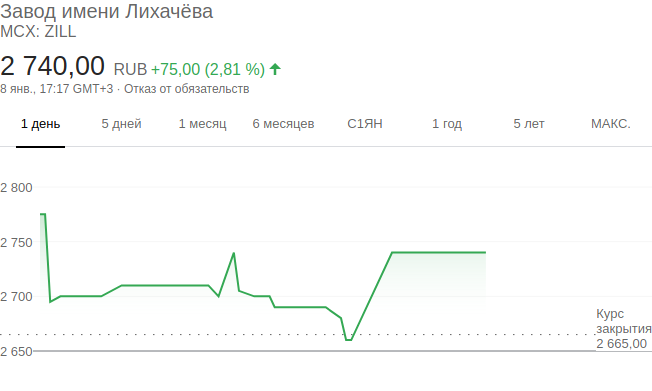 Завод имени Лихачёва
MCX: ZILL
2 740,00 RUB +75,00 (2,81 %)
8 янв., 17:17 GMT+3 · Отказ от обязательств
1 день 5 дней 1 месяц 6 месяцев С1ЯН 1 год 5 лет МАКС.
2 800
2 750
2 700
Курс
закрытия
2 665,00
2 650